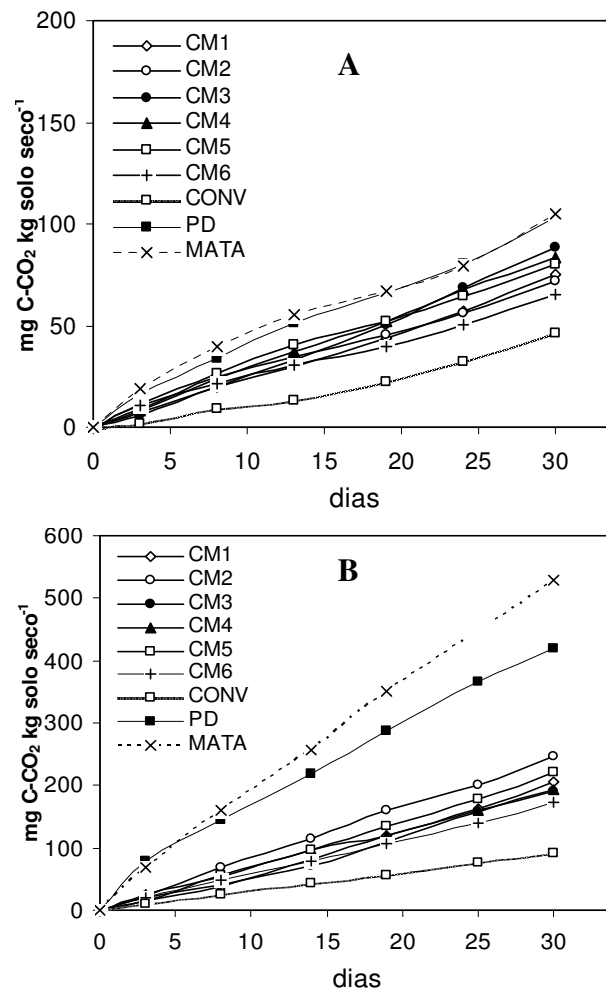 200
150
100
50
0
mg C-CO₂ kg solo seco⁻¹
A
CM1
CM2
CM3
CM4
CM5
CM6
CONV
PD
MATA
0 5 10 15 20 25 30
dias
600
500
400
300
200
100
0
mg C-CO₂ kg solo seco⁻¹
B
CM1
CM2
CM3
CM4
CM5
CM6
CONV
PD
MATA
0 5 10 15 20 25 30
dias